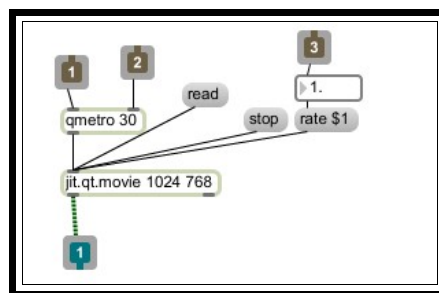 3
1
2
1.
read
qmetro 30
stop
rate $1
jit.qt.movie 1024 768
1